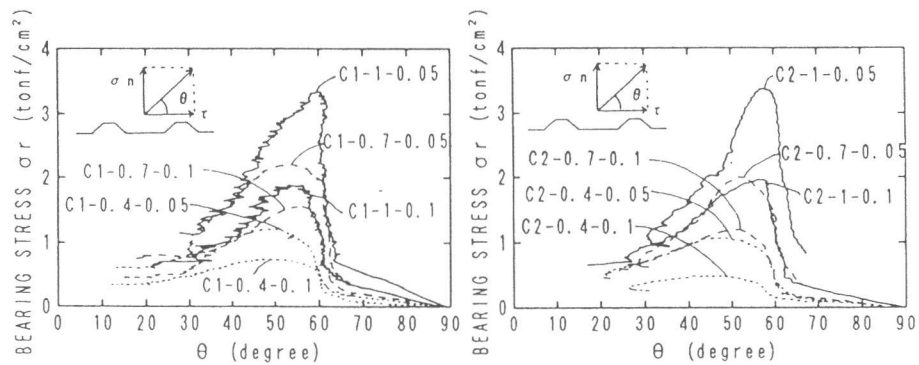 BEARING STRESS σr (tonf/cm²)
4
3
2
1
0
σ n
θ
τ
C1-1-0.05
C1-0.7-0.05
C1-0.7-0.1
C1-0.4-0.05
C1-1-0.1
C1-0.4-0.1
0 10 20 30 40 50 60 70 80 90
θ (degree)
BEARING STRESS σr (tonf/cm²)
4
3
2
1
0
σ n
θ
τ
C2-1-0.05
C2-0.7-0.1
C2-0.7-0.05
C2-0.4-0.05
C2-1-0.1
C2-0.4-0.1
0 10 20 30 40 50 60 70 80 90
θ (degree)